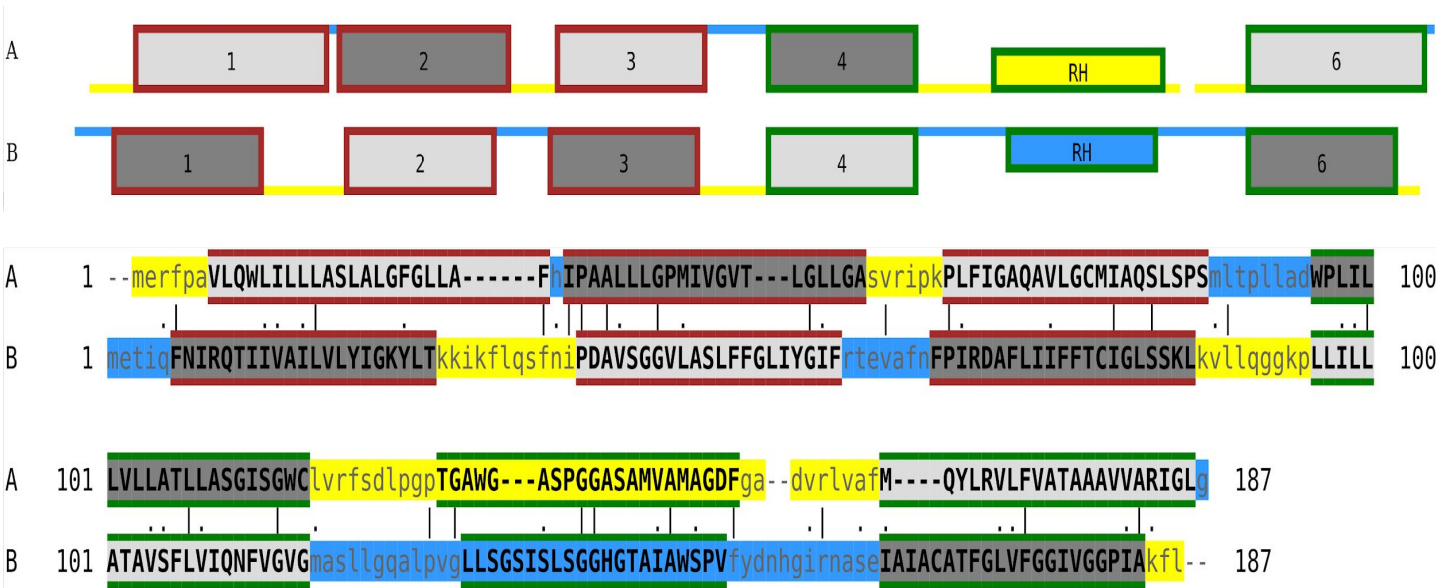 A 1 2 3 4 RH 6
B 1 2 3 4 RH 6
A 1 --merfpaVLQWLILLLASLALGFGLLA------FhIPAALLLGPMIVGVT---LGLLGAsvripkPLFIGAQAVLGCMIAQSLSPSmltplladWPLIL 100
B 1 metiqFNIRQTIIVAILVLYIGKYLTkkikflqsfniPDAVSGGVLASLFFGLIYGIFrtevafnFPIRDAFLIIFFTCIGLSSKLkvllqggkpLLILL 100
A 101 LVLLATLLASGISGWClvrfsdlpgpTGAWG---ASPGGASAMVAMAGDFga--dvrlvafM----QYLRVLFVATAAAVVARIGLg 187
B 101 ATAVSFLVIQNFVGVGmasllgqalpvgLLSGSISLSGGHGTAIAWSPVfydnhgirnaseIAIACATFGLVFGGIVGGPIAkfl-- 187